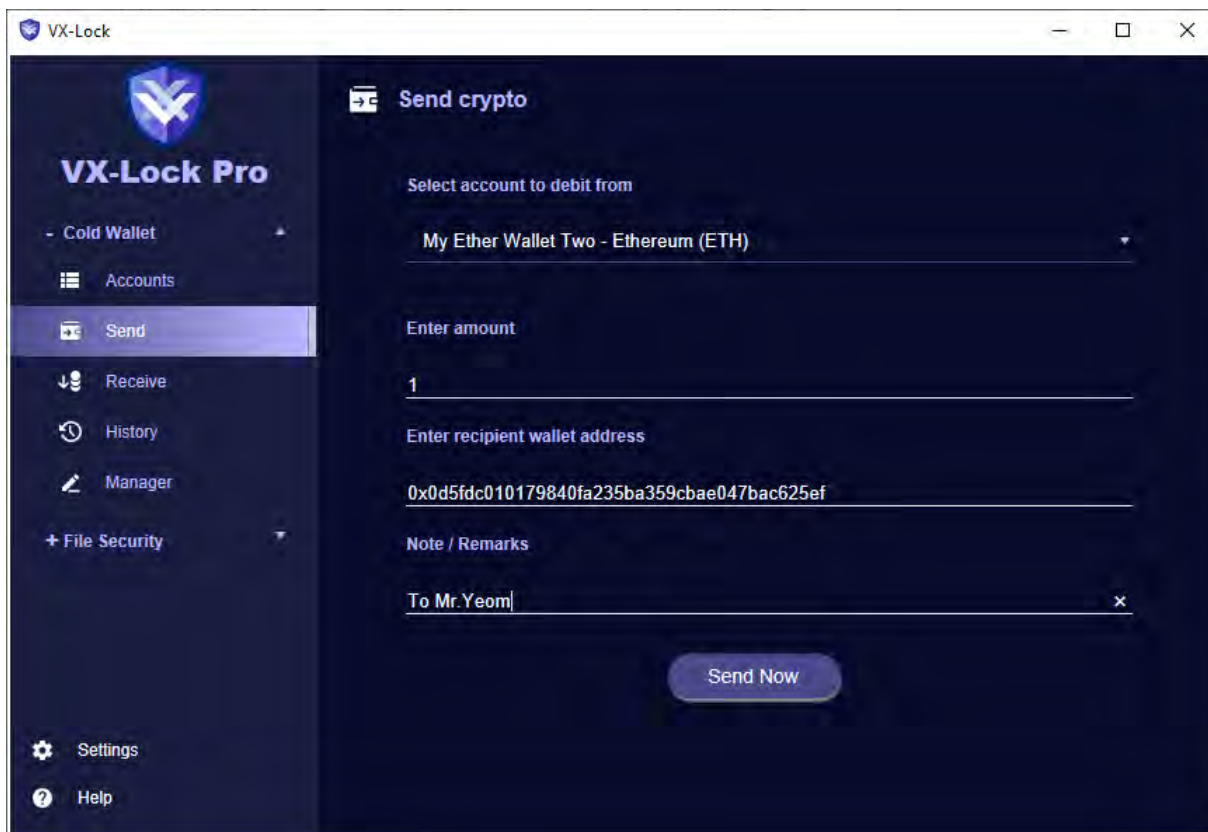 VX-Lock
VX-Lock Pro
- Cold Wallet
Accounts
Send
Receive
History
Manager
+ File Security
Settings
Help
Send crypto
Select account to debit from
My Ether Wallet Two - Ethereum (ETH)
Enter amount
1
Enter recipient wallet address
0x0d5fdc010179840fa235ba359cbae047bac625ef
Note / Remarks
To Mr.Yeom
Send Now